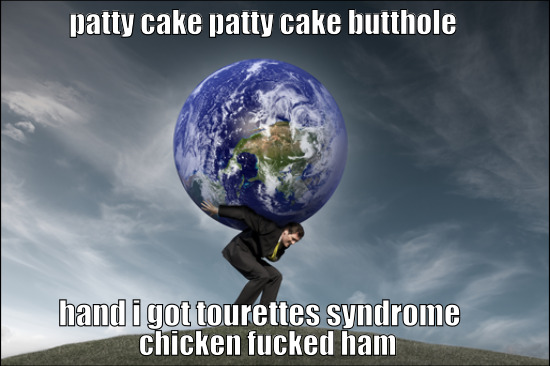 patty cake patty cake butthole
hand i got tourettes syndrome
chicken fucked ham